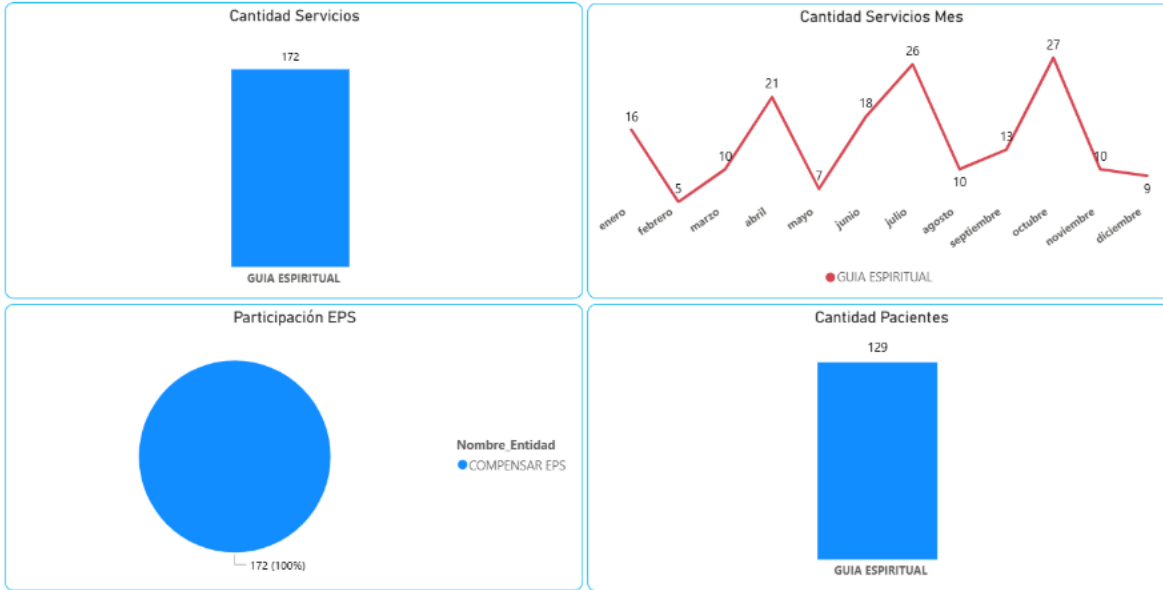 Cantidad Servicios
172
GUIA ESPIRITUAL
Cantidad Servicios Mes
16
5
10
21
7
18
26
10
13
27
10
9
enero
febrero
marzo
abril
mayo
junio
julio
agosto
septiembre
octubre
noviembre
diciembre
GUIA ESPIRITUAL
Participación EPS
172 (100%)
Nombre_Entidad
COMPENSAR EPS
Cantidad Pacientes
129
GUIA ESPIRITUAL